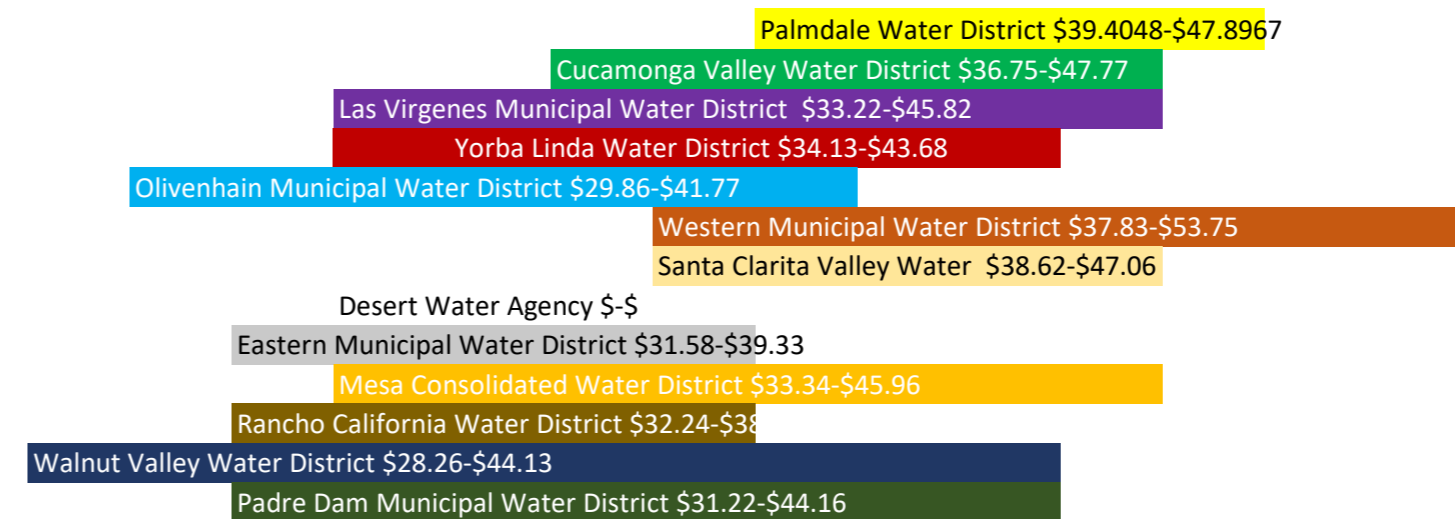 Palmdale Water District $39.4048-$47.8967
Cucamonga Valley Water District $36.75-$47.77
Las Virgenes Municipal Water District  $33.22-$45.82
Yorba Linda Water District $34.13-$43.68
Olivenhain Municipal Water District $29.86-$41.77
Western Municipal Water District $37.83-$53.75
Santa Clarita Valley Water  $38.62-$47.06
Desert Water Agency $-$
Eastern Municipal Water District $31.58-$39.33
Mesa Consolidated Water District $33.34-$45.96
Rancho California Water District $32.24-$38
Walnut Valley Water District $28.26-$44.13
Padre Dam Municipal Water District $31.22-$44.16